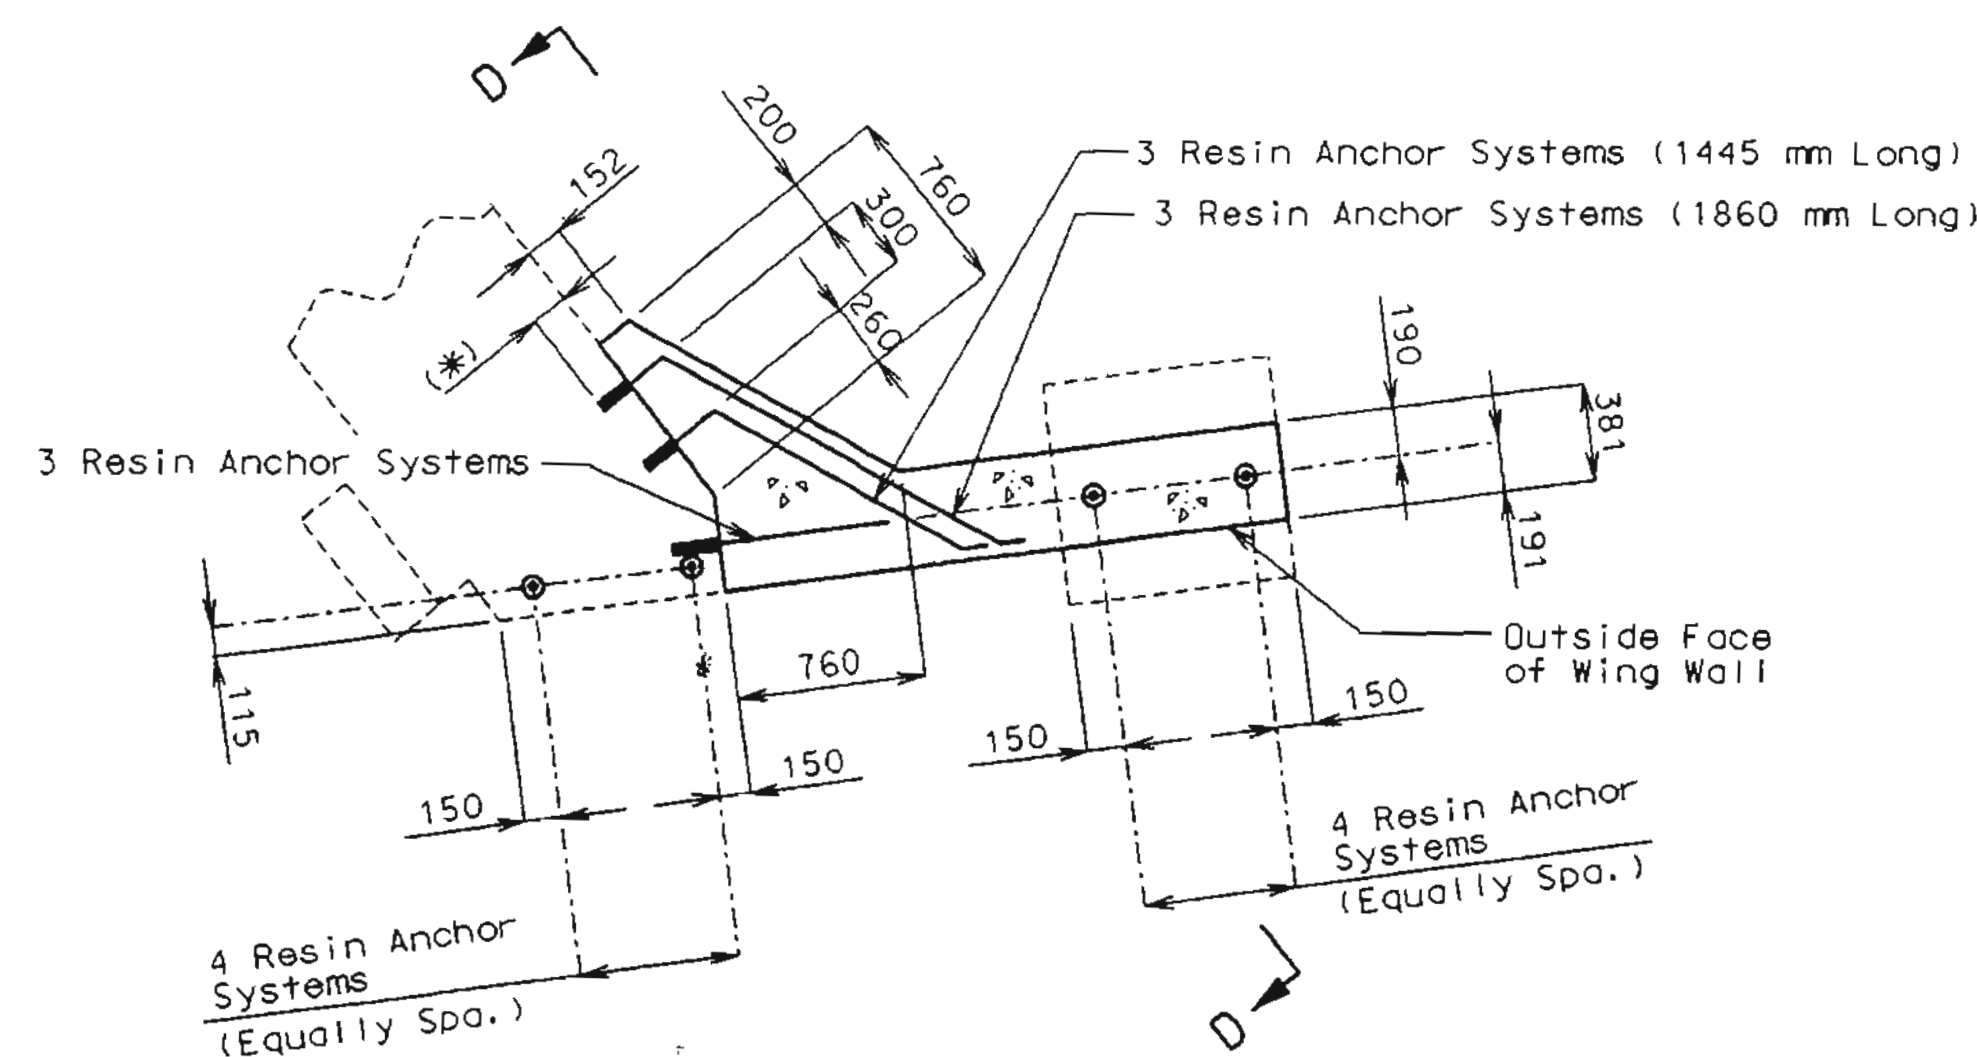 D
200
760
152
300
3 Resin Anchor Systems (1445 mm Long)
3 Resin Anchor Systems (1860 mm Long)
260
190
(*)
381
3 Resin Anchor Systems
191
Outside Face
of Wing Wall
115
760
150
150
150
150
4 Resin Anchor
Systems
(Equally Spa.)
4 Resin Anchor
Systems
(Equally Spa.)
D